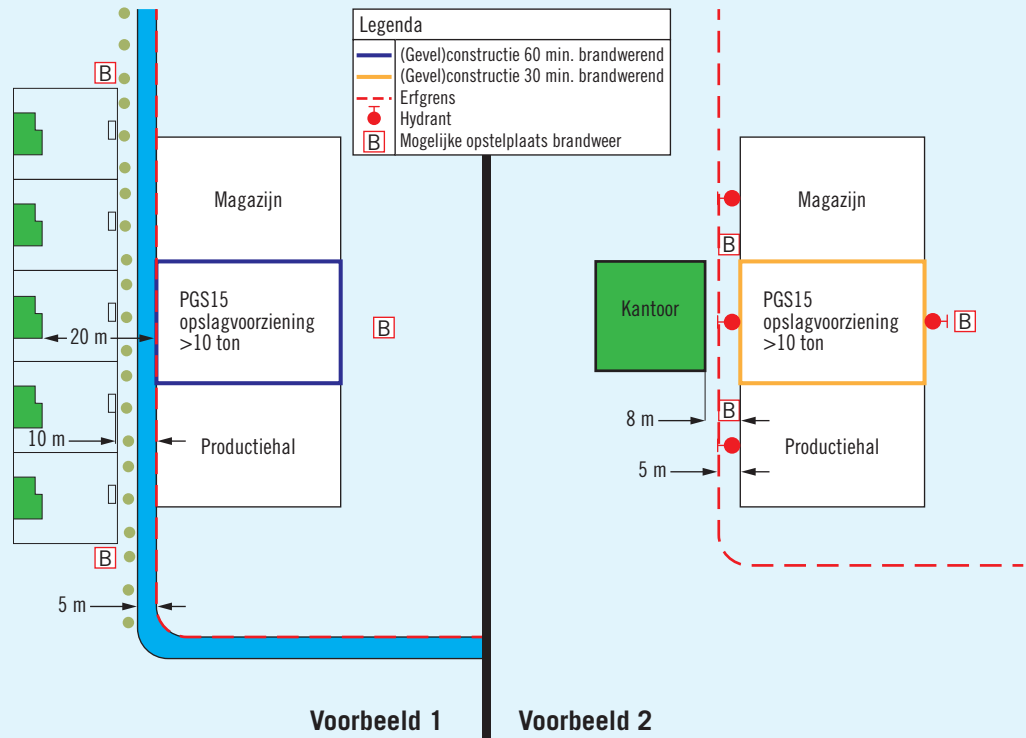 Legenda
(Gevel)constructie 60 min. brandwerend
(Gevel)constructie 30 min. brandwerend
Erfgrens
Hydrant
B Mogelijke opstelplaats brandweer
B
Magazijn
PGS15
opslagvoorziening
>10 ton
20 m
B
10 m
Productiehal
B
5 m
Voorbeeld 1
Magazijn
B
Kantoor
PGS15
opslagvoorziening
>10 ton
B
8 m
B
Productiehal
5 m
Voorbeeld 2